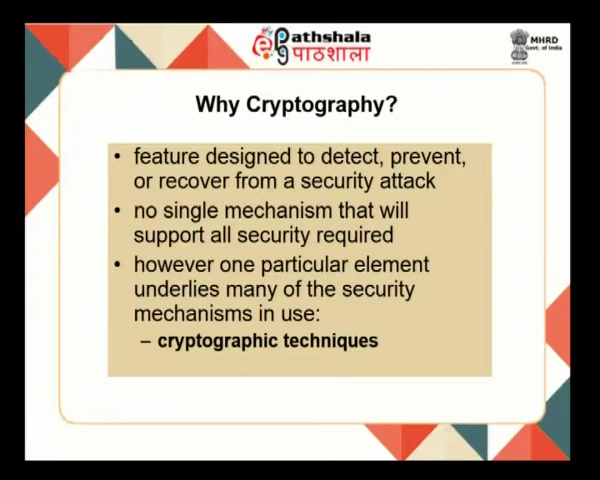 ePathshala
पाठशाला
MHRD
Govt. of India
Why Cryptography?
• feature designed to detect, prevent,
or recover from a security attack
• no single mechanism that will
support all security required
• however one particular element
underlies many of the security
mechanisms in use:
– cryptographic techniques